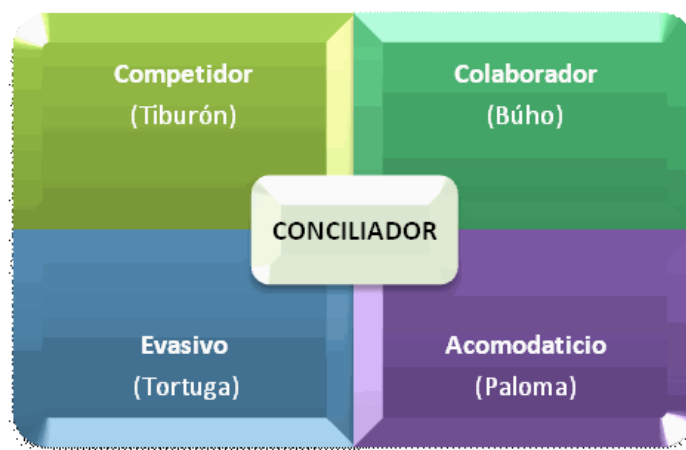 Competidor
(Tiburón)
Colaborador
(Búho)
CONCILIADOR
Evasivo
(Tortuga)
Acomodaticio
(Paloma)